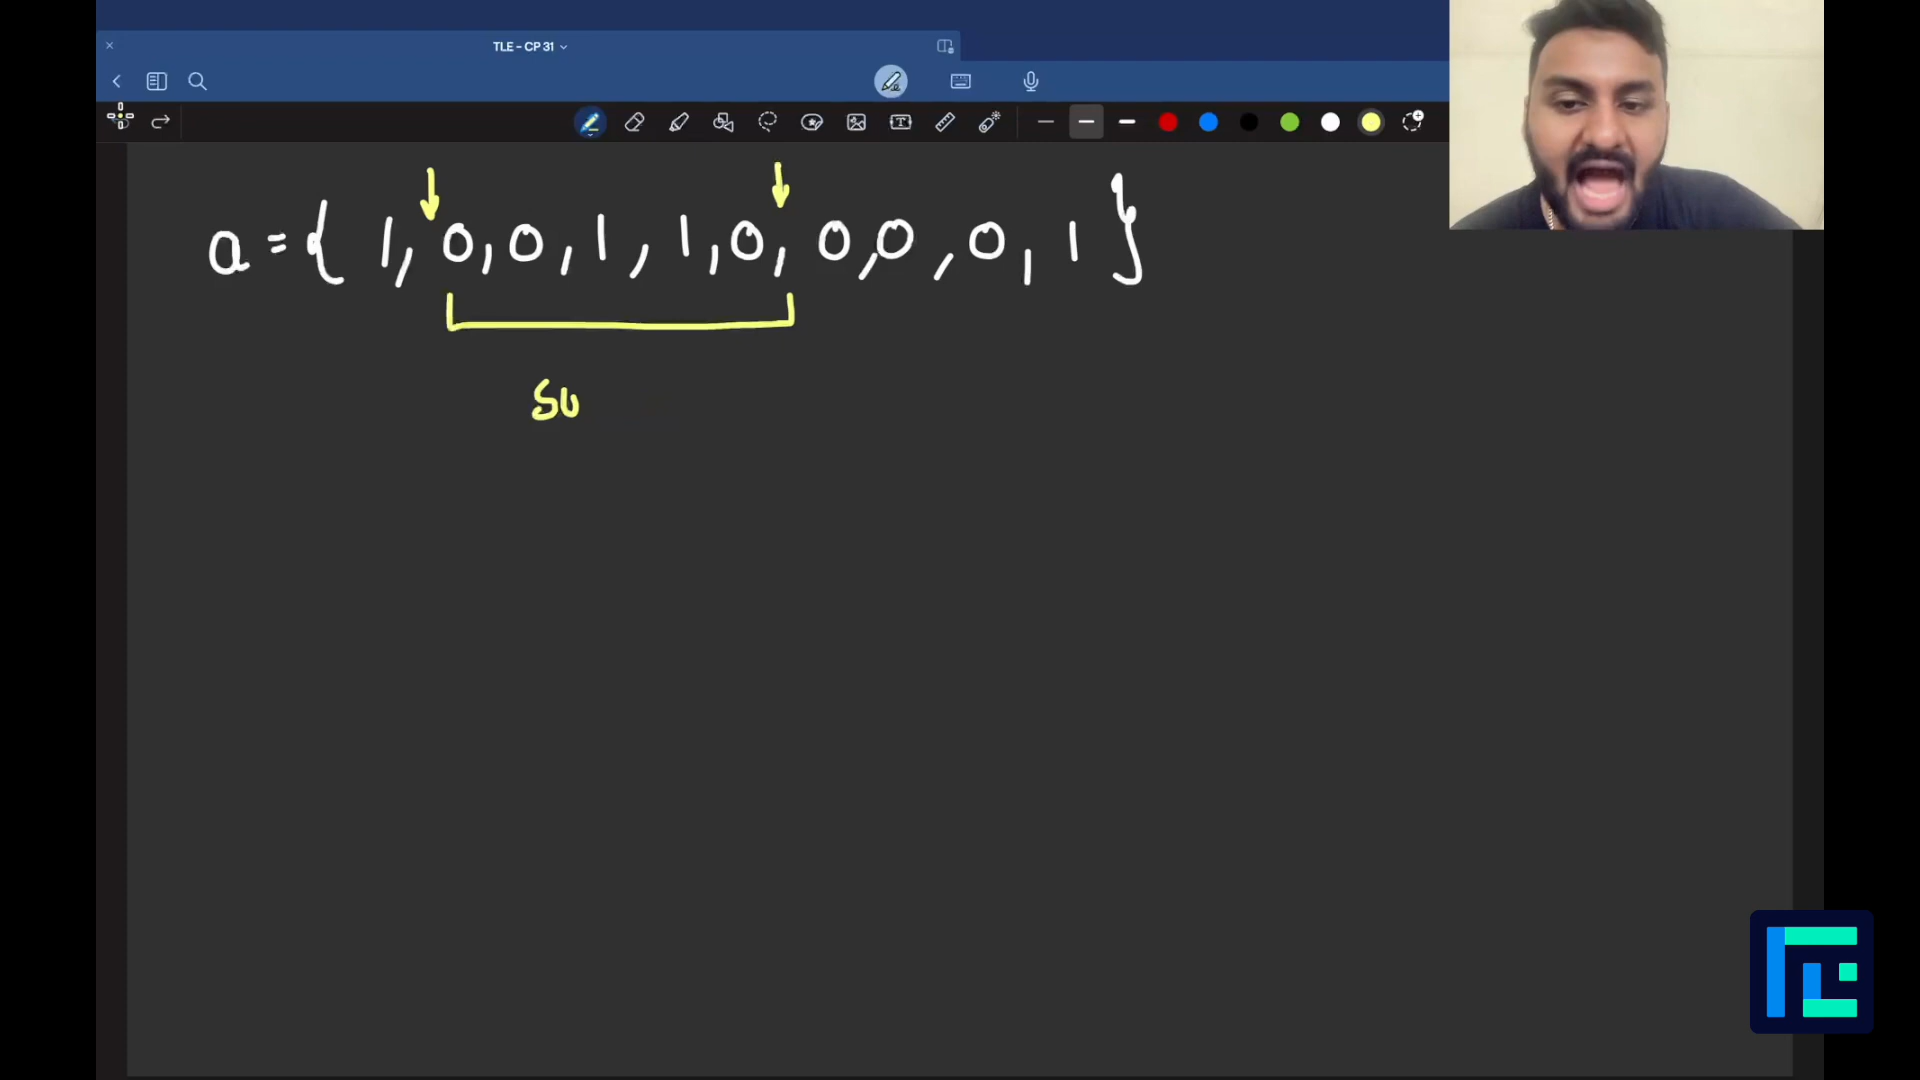 TLE - CP 31
a = { 1, 0, 0, 1, 1, 0, 0, 0, 0, 1 }
su